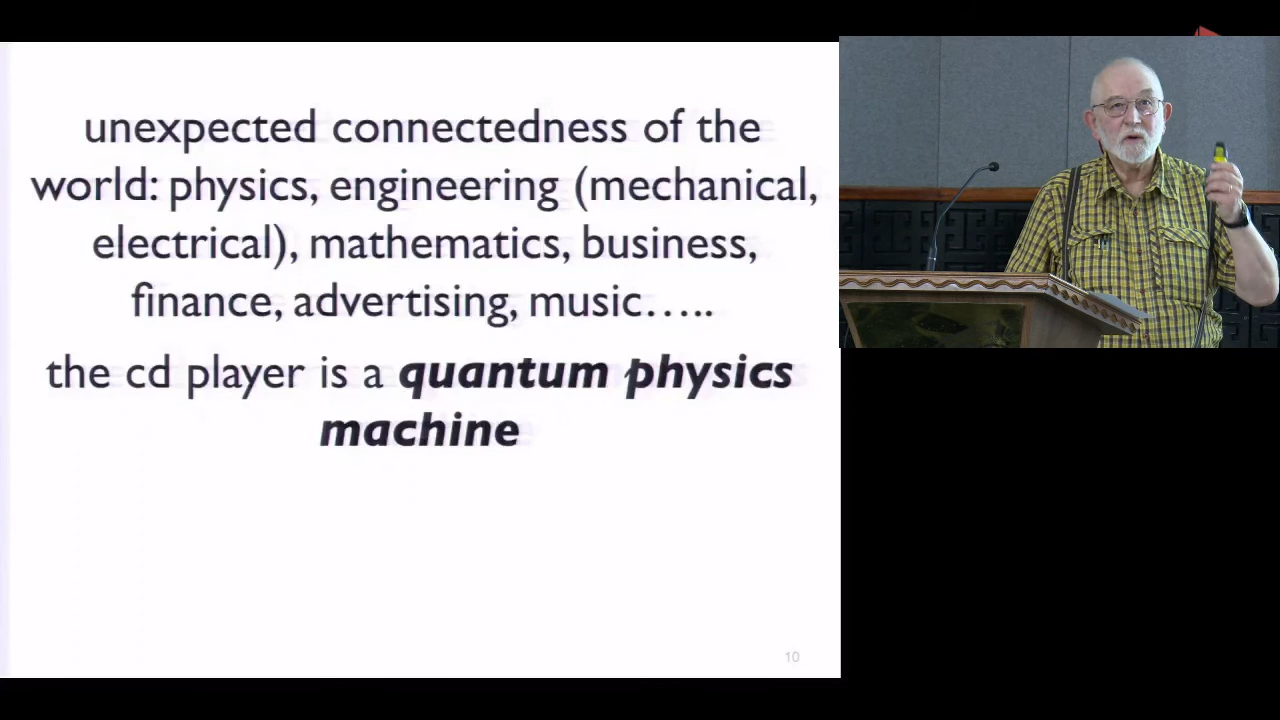 unexpected connectedness of the
world: physics, engineering (mechanical,
electrical), mathematics, business,
finance, advertising, music…..
the cd player is a quantum physics
machine
10